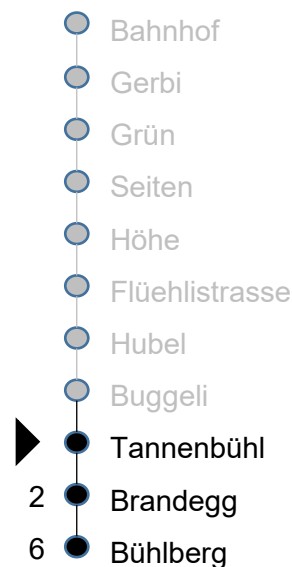 Bahnhof
Gerbi
Grün
Seiten
Höhe
Flüehlistrasse
Hubel
Buggeli
Tannenbühl
2 Brandegg
6 Bühlberg